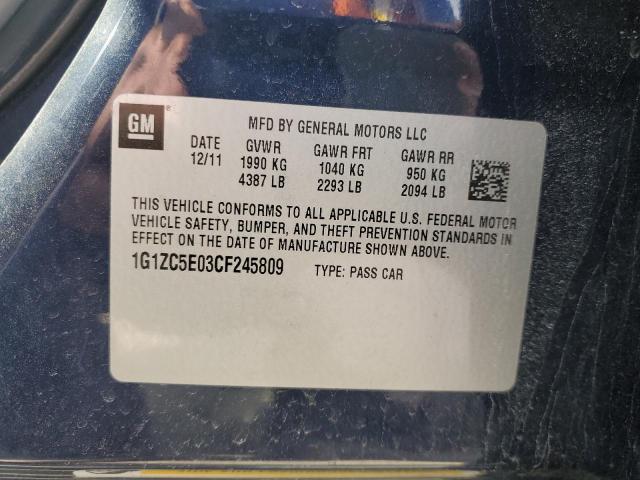 GM
®
MFD BY GENERAL MOTORS LLC
DATE GVWR GAWR FRT GAWR RR
12/11 1990 KG 1040 KG 950 KG
4387 LB 2293 LB 2094 LB
THIS VEHICLE CONFORMS TO ALL APPLICABLE U.S. FEDERAL MOTOR
VEHICLE SAFETY, BUMPER, AND THEFT PREVENTION STANDARDS IN
EFFECT ON THE DATE OF MANUFACTURE SHOWN ABOVE.
1G1ZC5E03CF245809 TYPE: PASS CAR